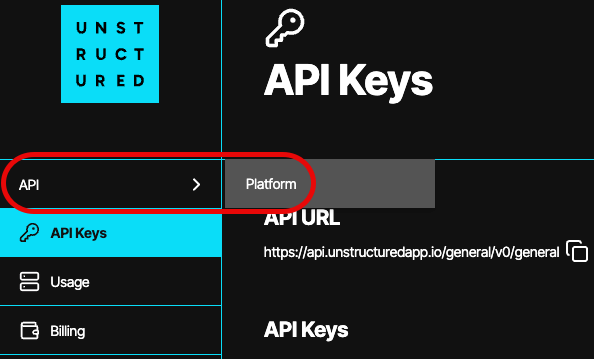 UNST
RUCT
URED
API Keys
API
Platform
API Keys
Usage
Billing
API URL
https://api.unstructuredapp.io/general/v0/general
API Keys